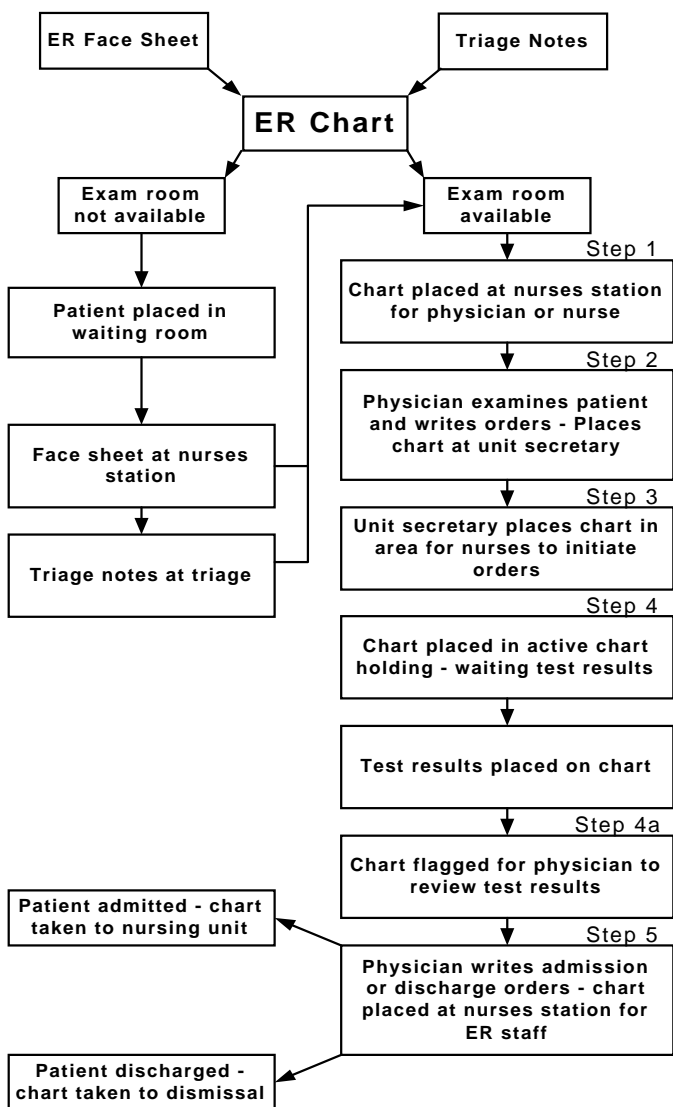 ER Face Sheet
Triage Notes
ER Chart
Exam room
not available
Exam room
available
Patient placed in
waiting room
Face sheet at nurses
station
Triage notes at triage
Step 1
Chart placed at nurses station
for physician or nurse
Step 2
Physician examines patient
and writes orders - Places
chart at unit secretary
Step 3
Unit secretary places chart in
area for nurses to initiate
orders
Step 4
Chart placed in active chart
holding - waiting test results
Test results placed on chart
Step 4a
Chart flagged for physician to
review test results
Step 5
Physician writes admission
or discharge orders - chart
placed at nurses station for
ER staff
Patient admitted - chart
taken to nursing unit
Patient discharged -
chart taken to dismissal